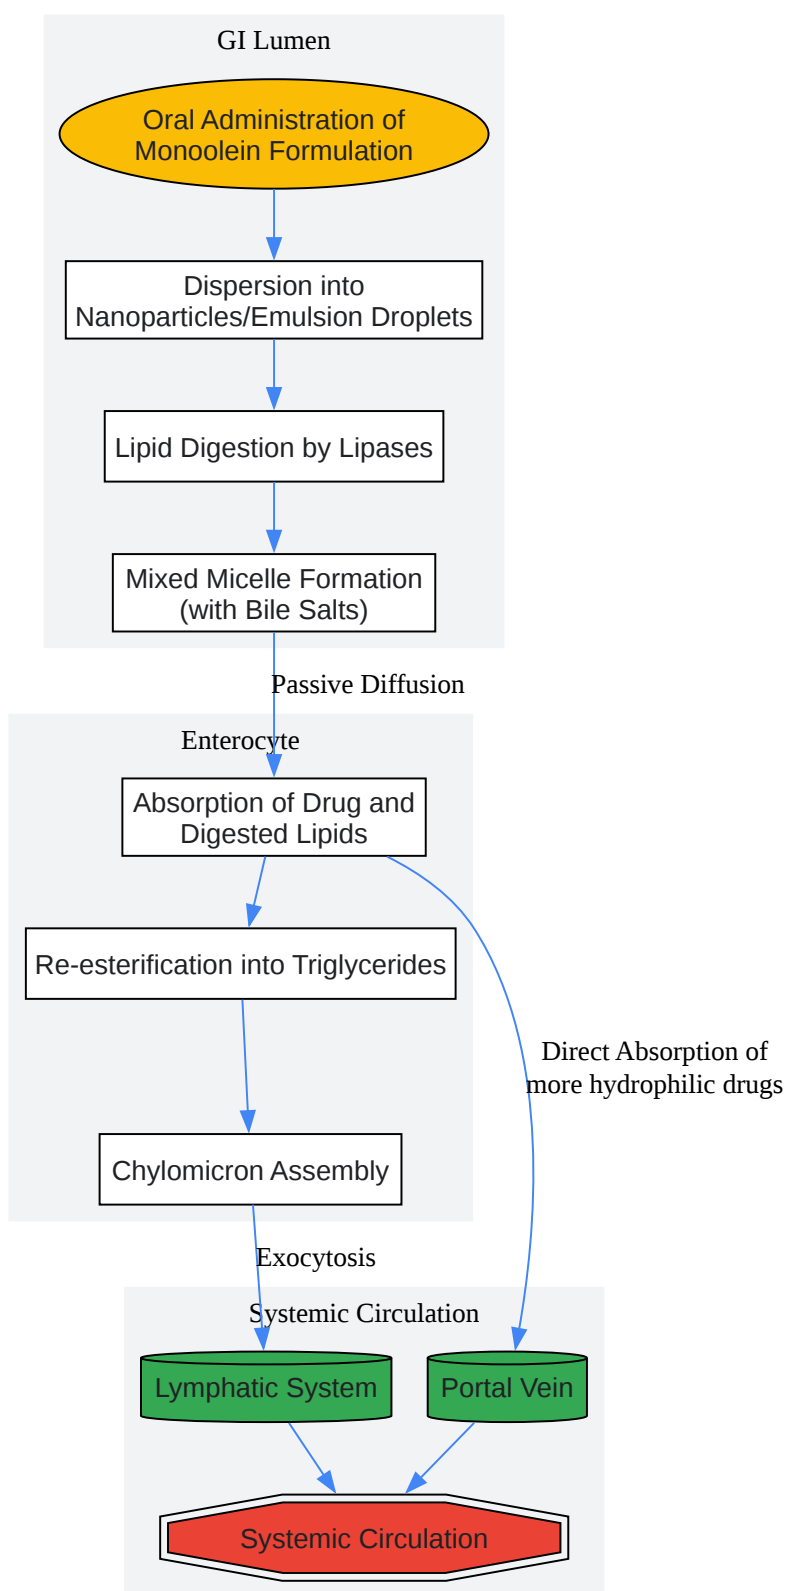 GI Lumen
Oral Administration of
Monoolein Formulation
Dispersion into
Nanoparticles/Emulsion Droplets
Lipid Digestion by Lipases
Mixed Micelle Formation
(with Bile Salts)
Passive Diffusion
Enterocyte
Absorption of Drug and
Digested Lipids
Re-esterification into Triglycerides
Direct Absorption of
more hydrophilic drugs
Chylomicron Assembly
Exocytosis
Systemic Circulation
Lymphatic System
Portal Vein
Systemic Circulation